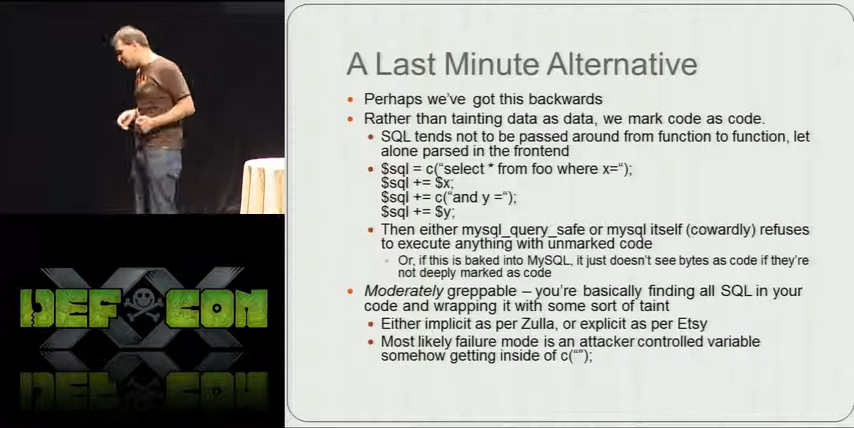 A Last Minute Alternative
Perhaps we've got this backwards
Rather than tainting data as data, we mark code as code.
SQL tends not to be passed around from function to function, let
alone parsed in the frontend
$sql = c(“select * from foo where x=“);
$sql += $x;
$sql += c(“and y =“);
$sql += $y;
Then either mysql_query_safe or mysql itself (cowardly) refuses
to execute anything with unmarked code
Or, if this is baked into MySQL, it just doesn't see bytes as code if they're
not deeply marked as code
Moderately greppable – you're basically finding all SQL in your
code and wrapping it with some sort of taint
Either implicit as per Zulla, or explicit as per Etsy
Most likely failure mode is an attacker controlled variable
somehow getting inside of c(“”);
XX
DEF CON